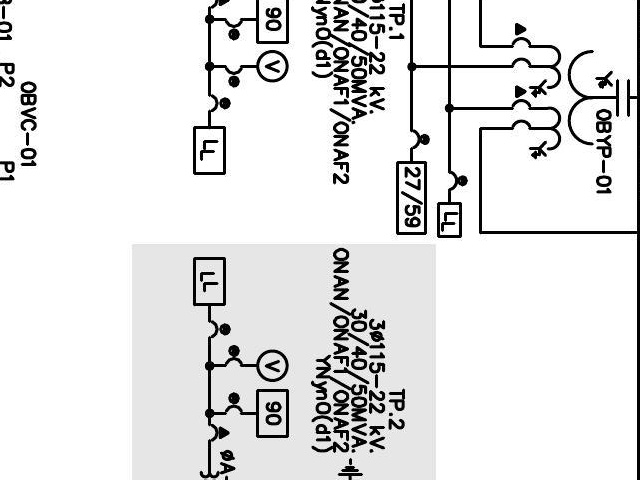 TP.1
3Ø115-22 kV.
30/40/50MVA.
ONAN/ONAF1/ONAF2
YNyn0(d1)
90
V
LL
27/59
LL
0BYP-01
P2
0BVC-01
P1
TP.2
3Ø115-22 kV.
30/40/50MVA.
ONAN/ONAF1/ONAF2
YNyn0(d1)
LL
V
90
ØA-